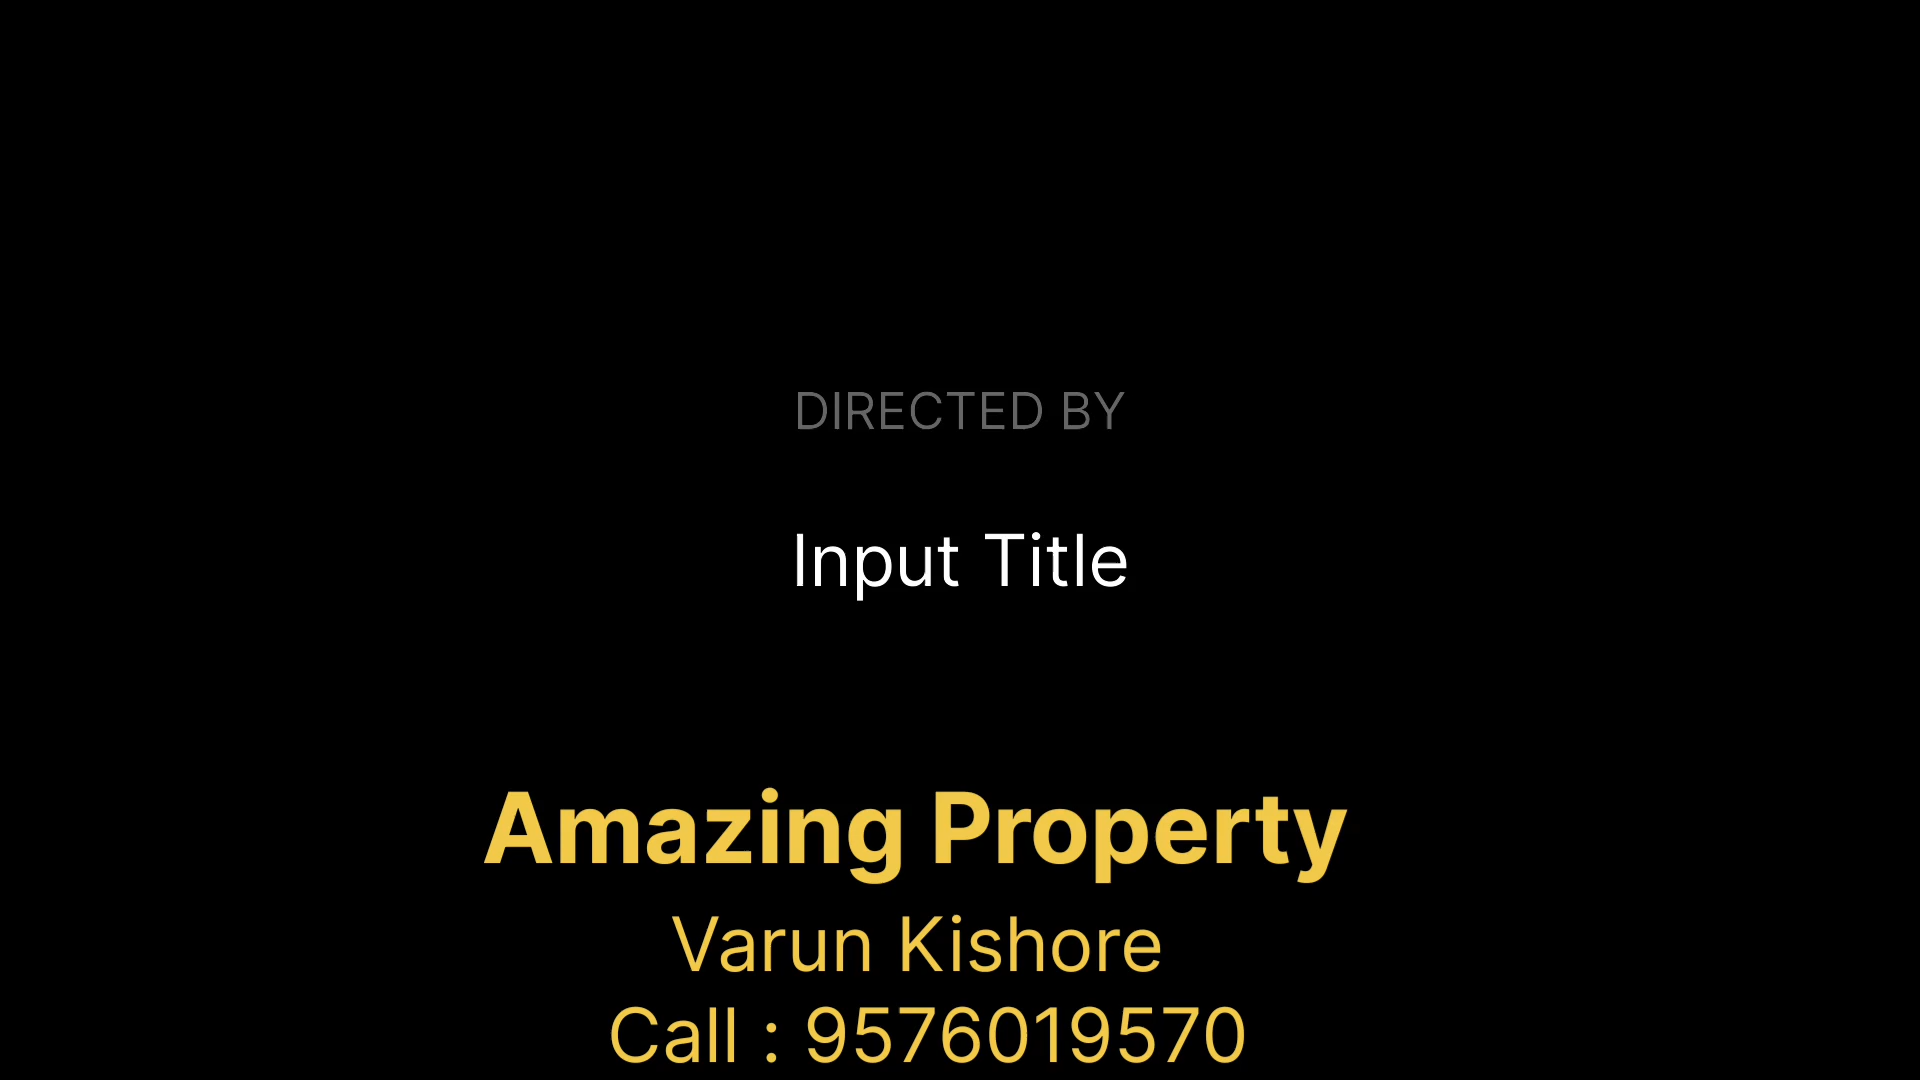 DIRECTED BY
Input Title
Amazing Property
Varun Kishore
Call : 9576019570